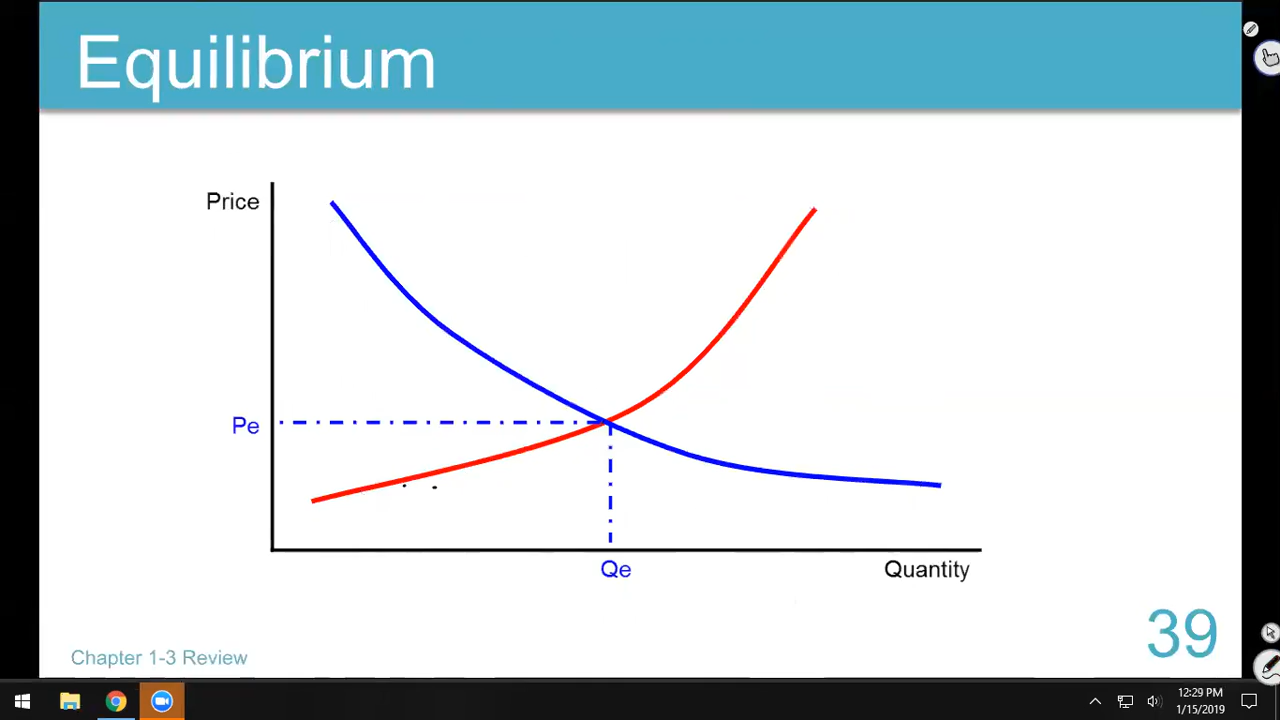 Equilibrium
Price
Pe
Qe
Quantity
39
Chapter 1-3 Review
12:29 PM
1/15/2019